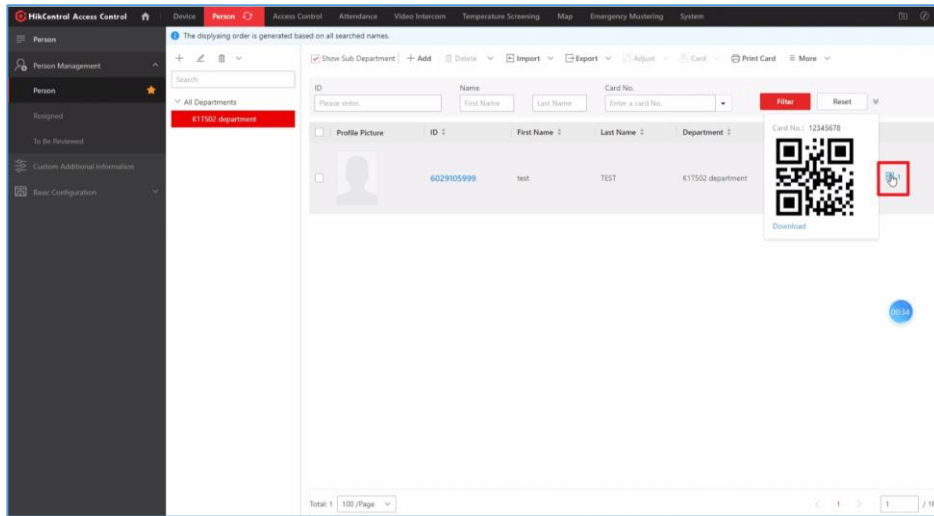 HikCentral Access Control Device Person Access Control Attendance Video Intercom Temperature Screening Map Emergency Mustering System
Person
The displyaing order is generated based on all searched names.
Person Management
Person
Resigned
To Be Reviewed
Custom Additional Information
Basic Configuration
Search
All Departments
K1T502 department
Show Sub Department Add Delete Import Export Adjust Card Print Card More
ID Name Card No.
Please enter. First Name Last Name Enter a card No. Filter Reset
Profile Picture ID First Name Last Name Department
6029105999 test TEST K1T502 department
Card No.: 12345678
Download
00:34
Total: 1 100 /Page 1 1